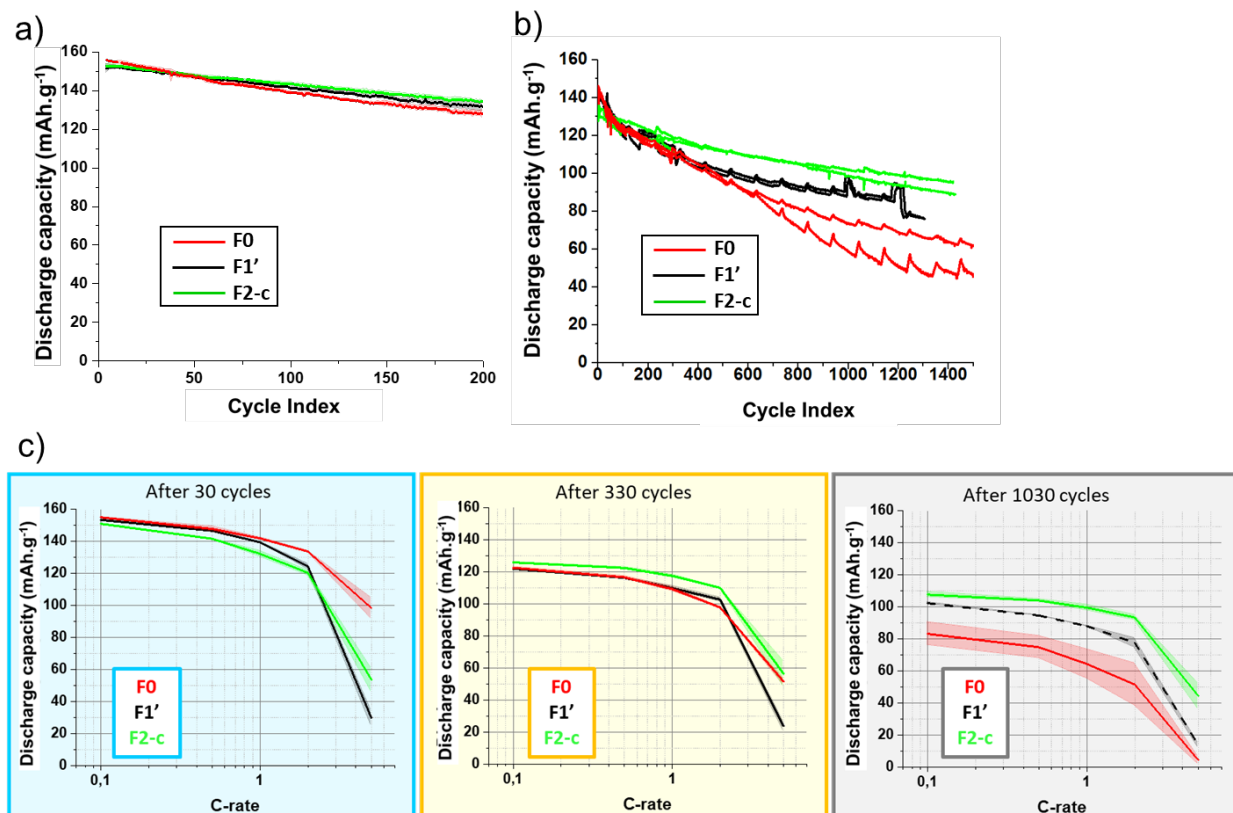 a)
Discharge capacity (mAh.g⁻¹)
160
140
120
100
80
60
40
20
0
F0
F1’
F2-c
0
50
100
150
200
Cycle Index
b)
Discharge capacity (mAh.g⁻¹)
160
140
120
100
80
60
40
20
0
F0
F1’
F2-c
0 200 400 600 800 1000 1200 1400
Cycle Index
c)
After 30 cycles
Discharge capacity (mAh.g⁻¹)
160
140
120
100
80
60
40
20
0
F0
F1’
F2-c
0,1
1
C-rate
After 330 cycles
Discharge capacity (mAh.g⁻¹)
160
140
120
100
80
60
40
20
0
F0
F1’
F2-c
0,1
1
C-rate
After 1030 cycles
Discharge capacity (mAh.g⁻¹)
160
140
120
100
80
60
40
20
0
F0
F1’
F2-c
0,1
1
C-rate